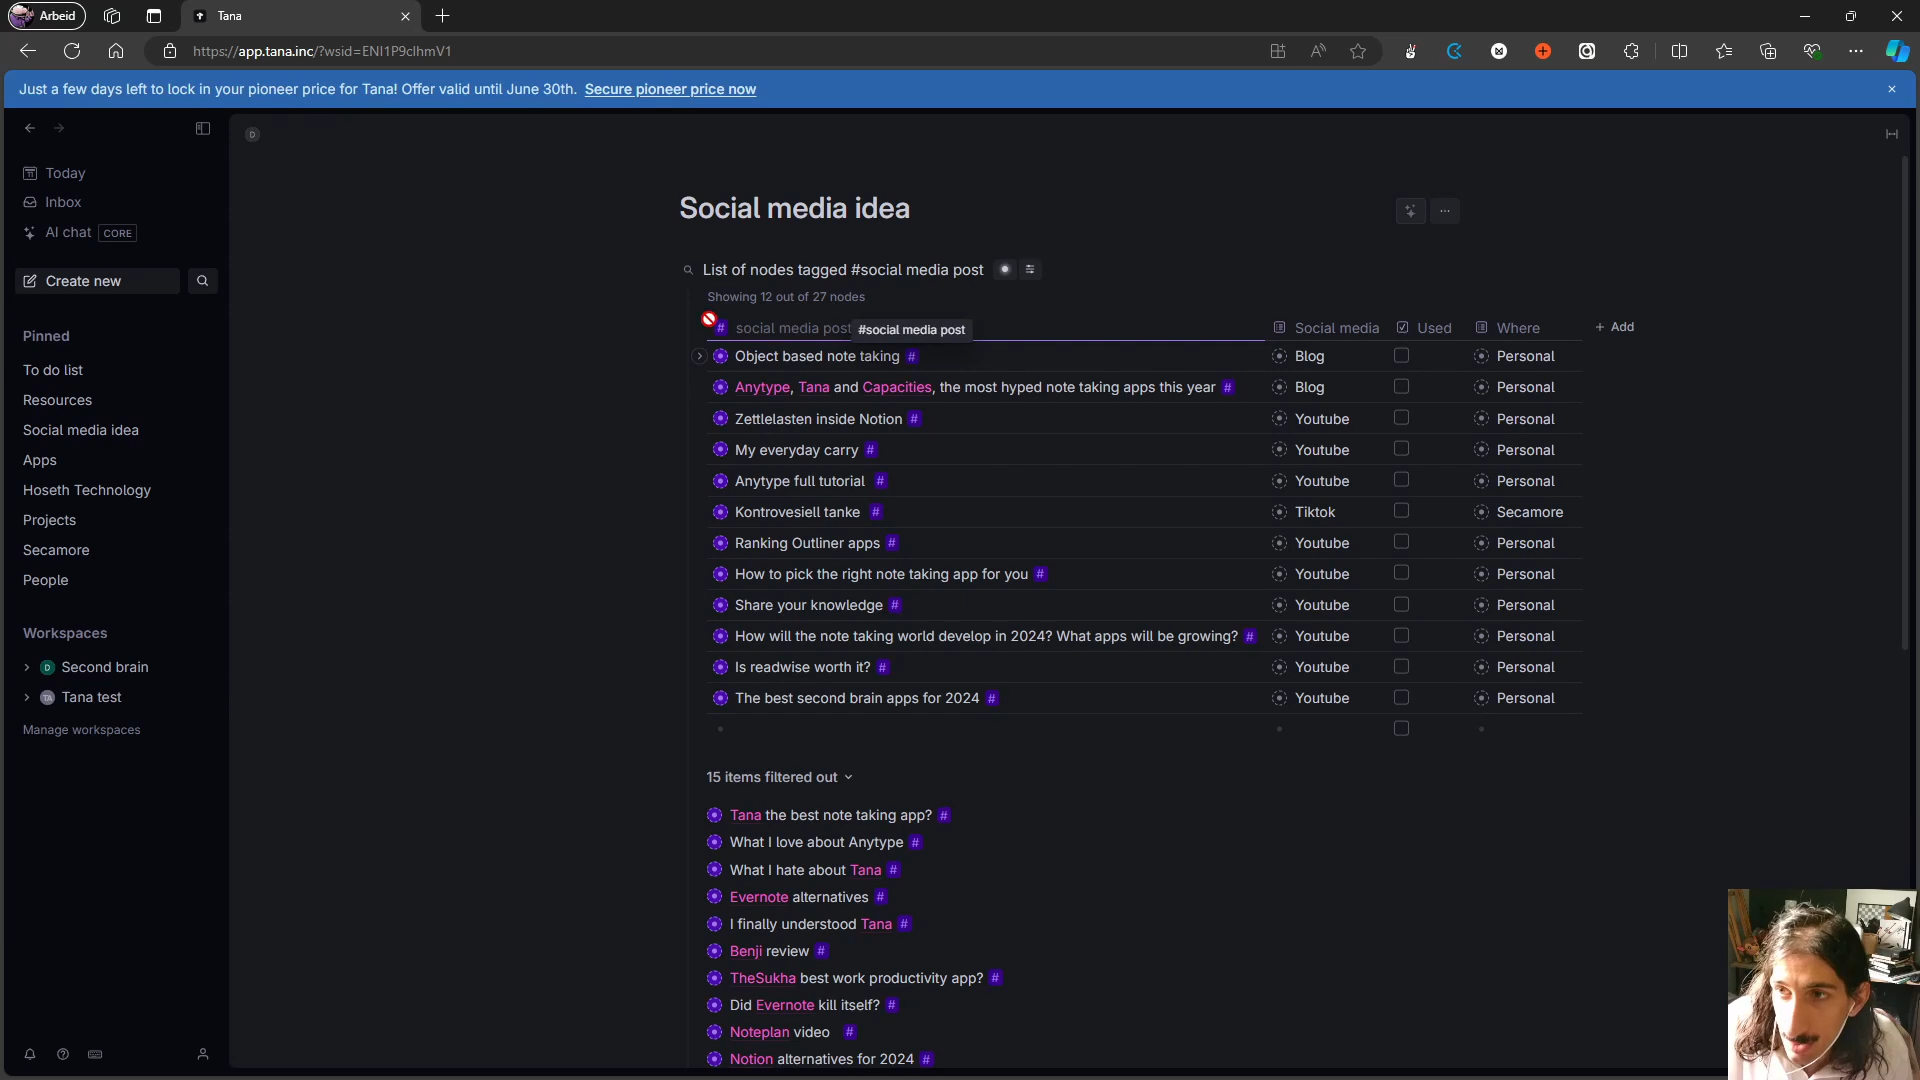 Arbeid
Tana
https://app.tana.inc/?wsid=ENI1P9clhmV1
Just a few days left to lock in your pioneer price for Tana! Offer valid until June 30th. Secure pioneer price now
D
Today
Inbox
AI chat CORE
Create new
Pinned
To do list
Resources
Social media idea
Apps
Hoseth Technology
Projects
Secamore
People
Workspaces
D Second brain
TA Tana test
Manage workspaces
Social media idea
List of nodes tagged #social media post
Showing 12 out of 27 nodes
# social media post #social media post Social media Used Where + Add
Object based note taking # Blog Personal
Anytype, Tana and Capacities, the most hyped note taking apps this year # Blog Personal
Zettlelasten inside Notion # Youtube Personal
My everyday carry # Youtube Personal
Anytype full tutorial # Youtube Personal
Kontrovesiell tanke # Tiktok Secamore
Ranking Outliner apps # Youtube Personal
How to pick the right note taking app for you # Youtube Personal
Share your knowledge # Youtube Personal
How will the note taking world develop in 2024? What apps will be growing? # Youtube Personal
Is readwise worth it? # Youtube Personal
The best second brain apps for 2024 # Youtube Personal
15 items filtered out
Tana the best note taking app? #
What I love about Anytype #
What I hate about Tana #
Evernote alternatives #
I finally understood Tana #
Benji review #
TheSukha best work productivity app? #
Did Evernote kill itself? #
Noteplan video #
Notion alternatives for 2024 #